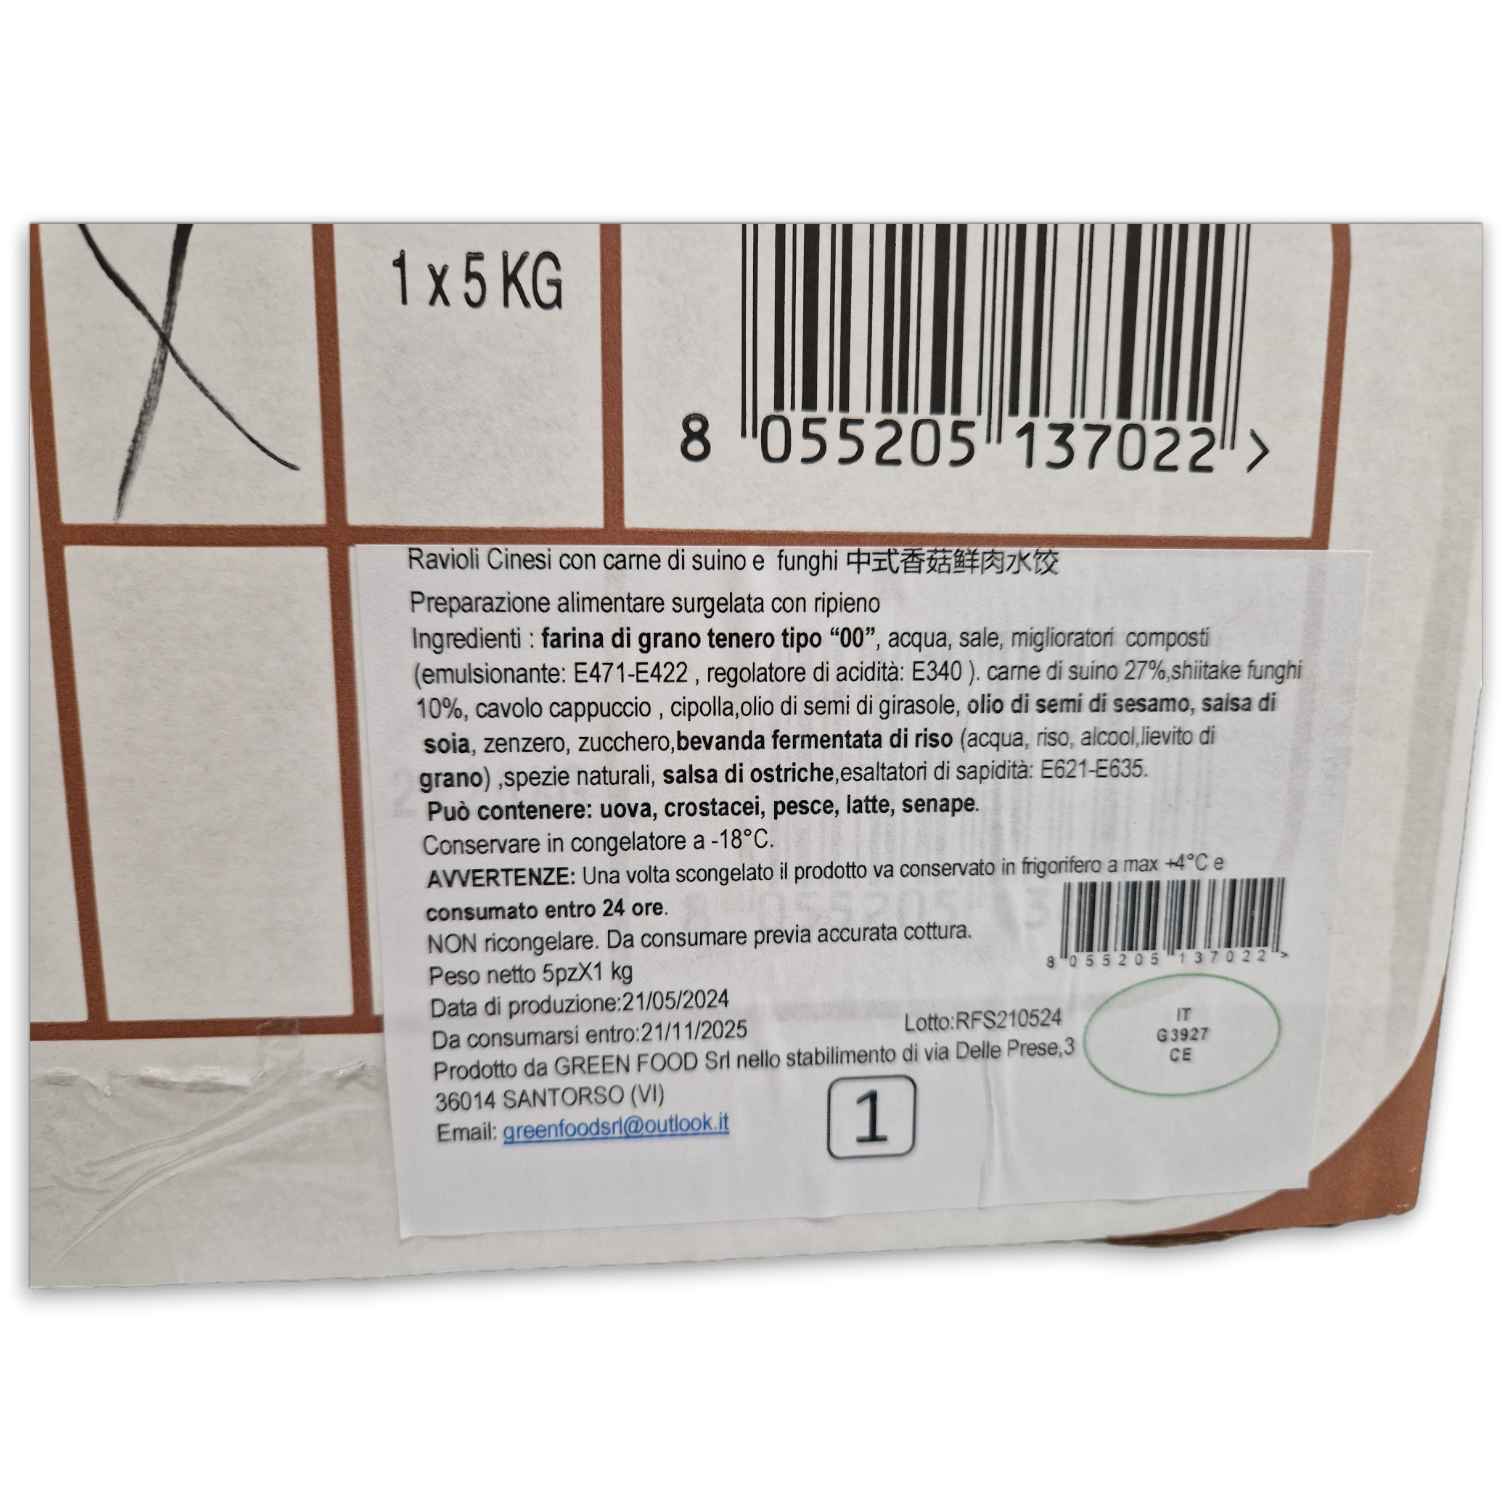 1 x 5 KG
8 055205 137022 >
Ravioli Cinesi con carne di suino e funghi 中式香菇鲜肉水饺
Preparazione alimentare surgelata con ripieno
Ingredienti : farina di grano tenero tipo “00”, acqua, sale, miglioratori composti
(emulsionante: E471-E422 , regolatore di acidità: E340 ). carne di suino 27%,shiitake funghi
10%, cavolo cappuccio , cipolla,olio di semi di girasole, olio di semi di sesamo, salsa di
soia, zenzero, zucchero,bevanda fermentata di riso (acqua, riso, alcool,lievito di
grano) ,spezie naturali, salsa di ostriche,esaltatori di sapidità: E621-E635.
Può contenere: uova, crostacei, pesce, latte, senape.
Conservare in congelatore a -18°C.
AVVERTENZE: Una volta scongelato il prodotto va conservato in frigorifero a max +4°C e
consumato entro 24 ore.
NON ricongelare. Da consumare previa accurata cottura.
8 055205 137022 >
Peso netto 5pzX1 kg
Data di produzione:21/05/2024
Da consumarsi entro:21/11/2025
Lotto:RFS210524
Prodotto da GREEN FOOD Srl nello stabilimento di via Delle Prese,3
36014 SANTORSO (VI)
Email: greenfoodsrl@outlook.it
1
IT
G3927
CE